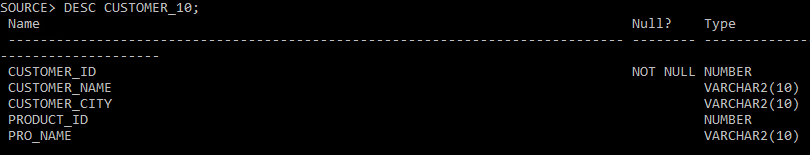 SOURCE> DESC CUSTOMER_10;
Name Null? Type
----------------------------------------------------------------------------- -------- -------------
--------------------
CUSTOMER_ID NOT NULL NUMBER
CUSTOMER_NAME VARCHAR2(10)
CUSTOMER_CITY VARCHAR2(10)
PRODUCT_ID NUMBER
PRO_NAME VARCHAR2(10)